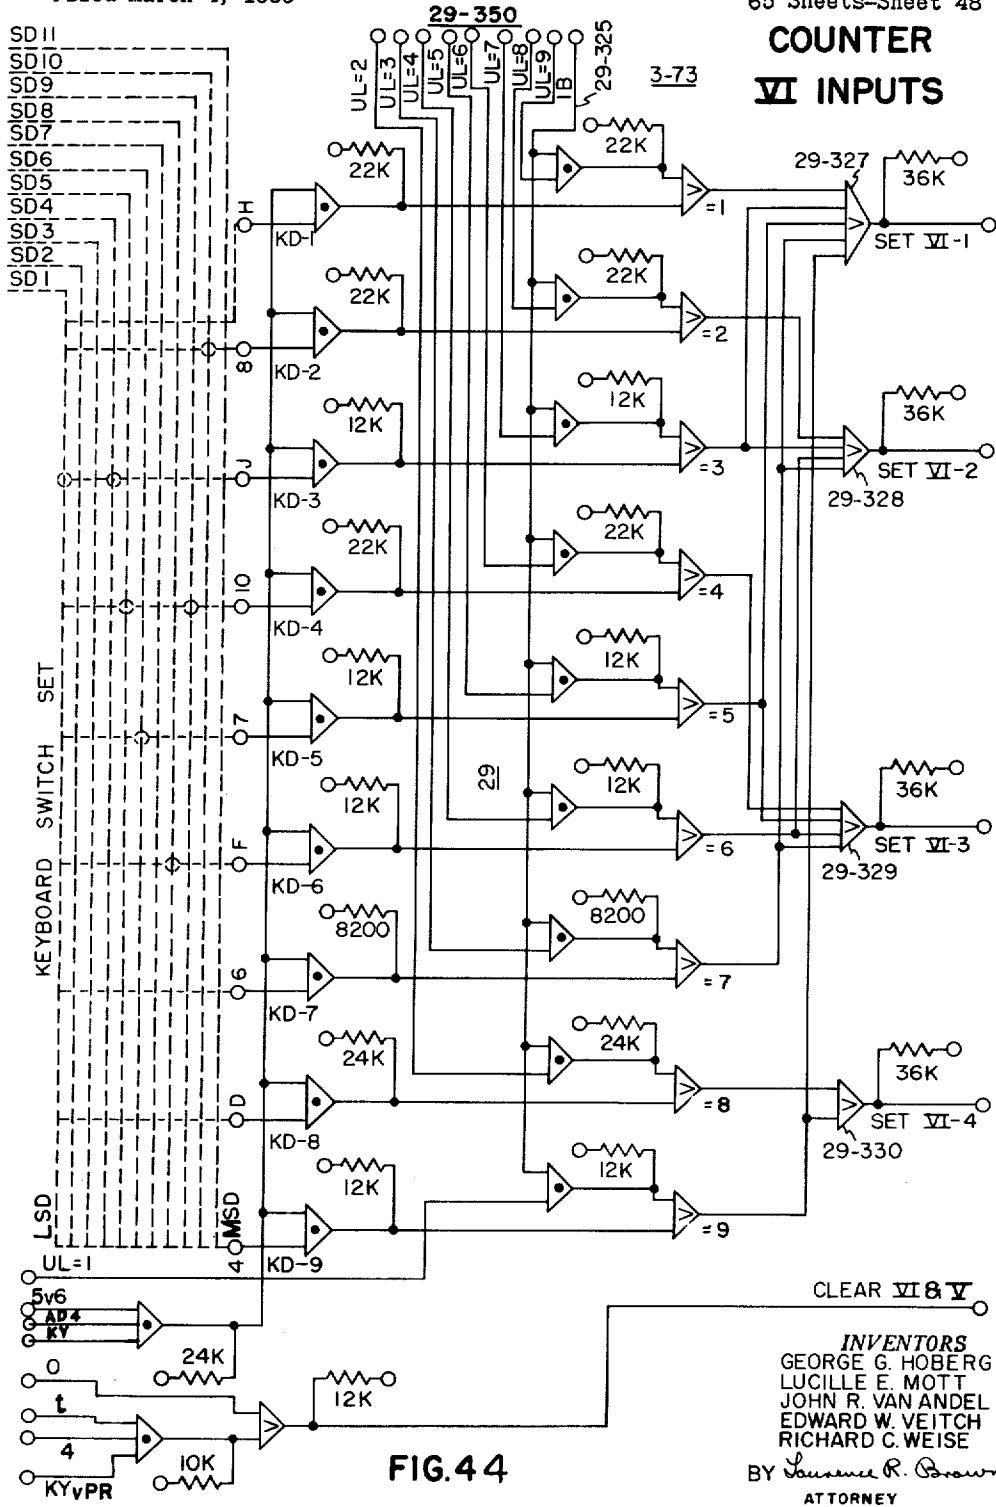 29-350
65 Sheets-Sheet 48
COUNTER
VI INPUTS
3-73
29-325
SD11
SD10
SD9
SD8
SD7
SD6
SD5
SD4
SD3
SD2
SD1
UL=2
UL=3
UL=4
UL=5
UL=6
UL=7
UL=8
UL=9
1B
22K
22K
29-327
36K
H
KD-1
=1
SET VI-1
22K
22K
8
KD-2
=2
12K
12K
36K
J
KD-3
=3
SET VI-2
29-328
22K
22K
10
KD-4
=4
12K
12K
7
KD-5
=5
KEYBOARD SWITCH SET
29
12K
12K
36K
F
KD-6
=6
SET VI-3
29-329
8200
8200
6
KD-7
=7
24K
24K
36K
D
KD-8
=8
SET VI-4
29-330
12K
12K
LSD
MSD
4
KD-9
=9
UL=1
5v6
AD4
KY
24K
CLEAR VI & V
0
12K
t
4
KYvPR
10K
FIG.44
INVENTORS
GEORGE G. HOBERG
LUCILLE E. MOTT
JOHN R. VAN ANDEL
EDWARD W. VEITCH
RICHARD C. WEISE
BY Laurence R. Brown
ATTORNEY